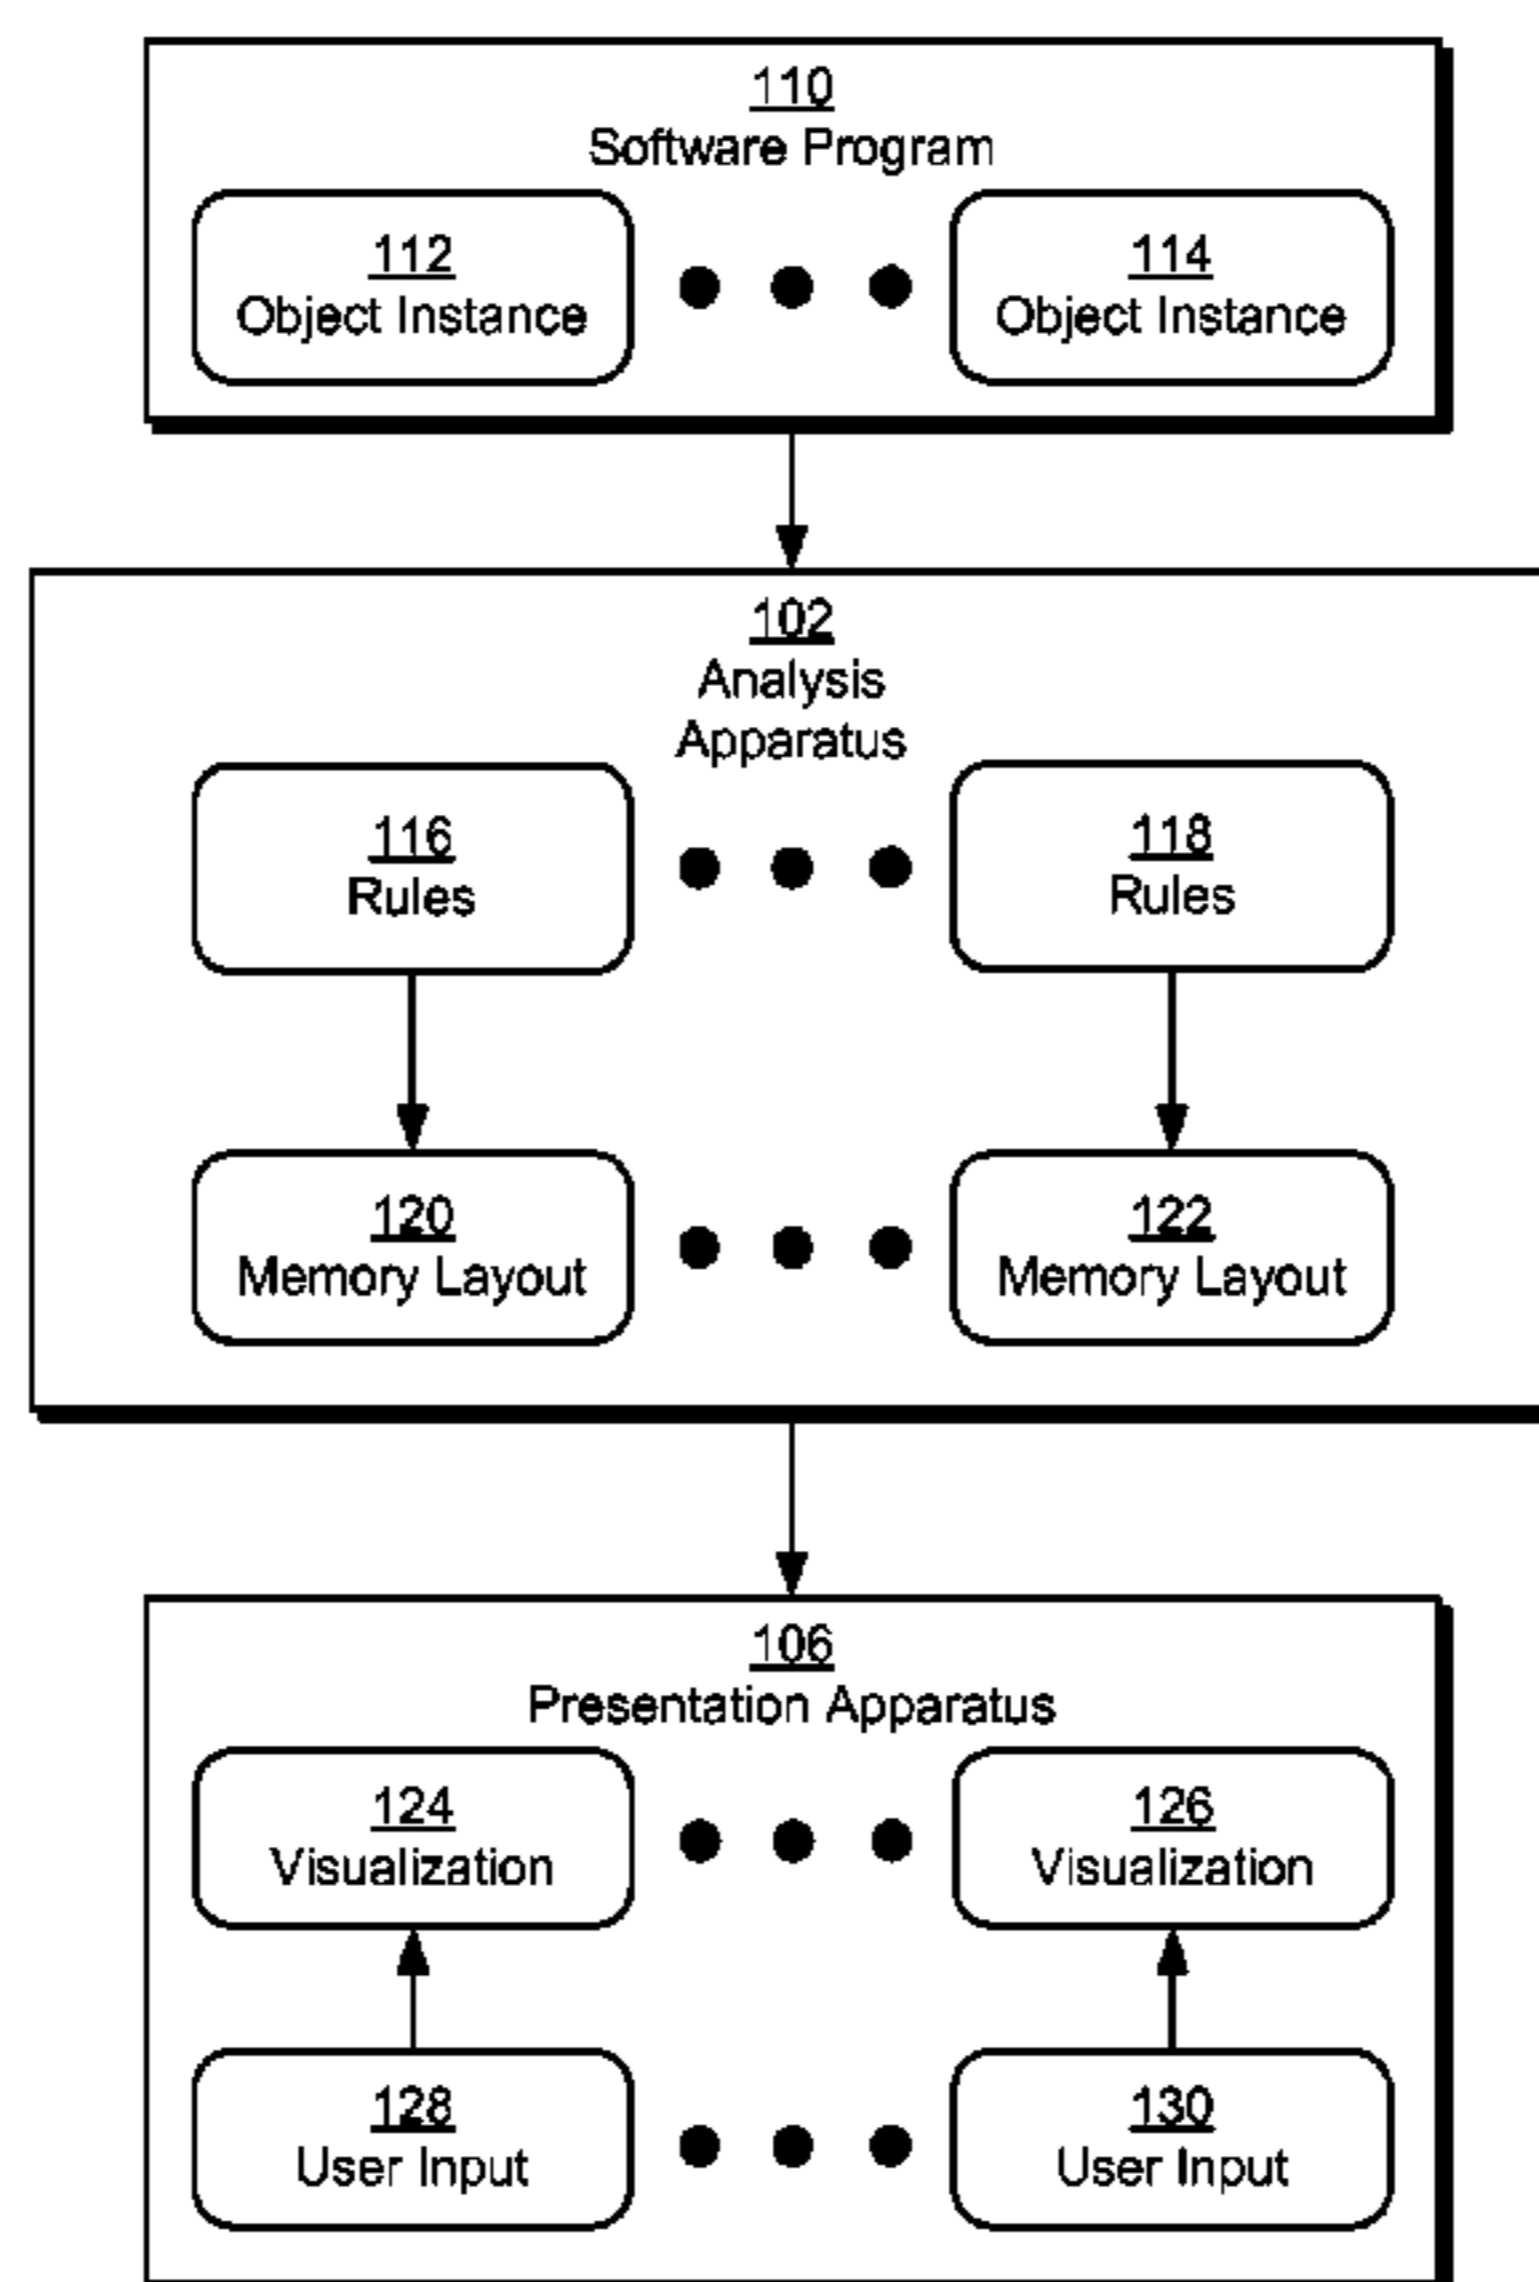 110
Software Program
112
Object Instance
114
Object Instance
102
Analysis
Apparatus
116
Rules
118
Rules
120
Memory Layout
122
Memory Layout
106
Presentation Apparatus
124
Visualization
126
Visualization
128
User Input
130
User Input